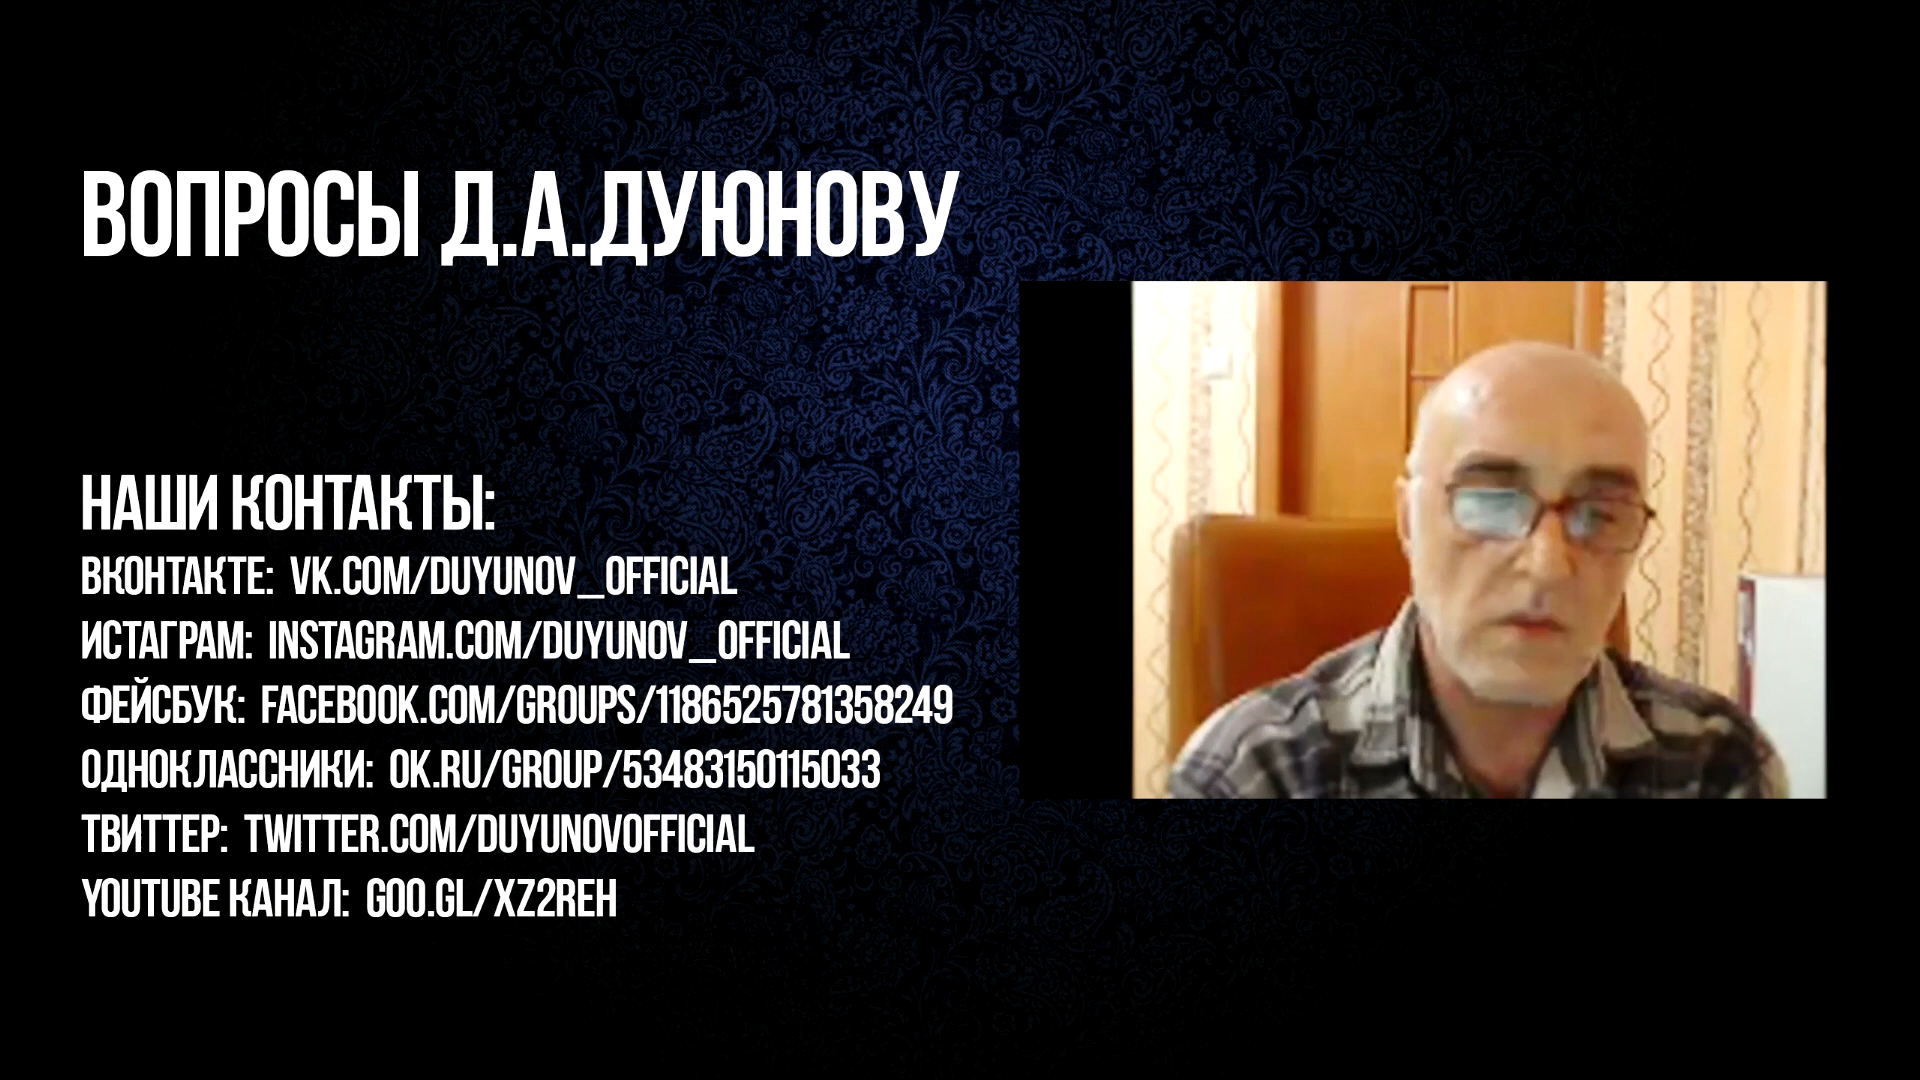 ВОПРОСЫ Д.А.ДУЮНОВУ
НАШИ КОНТАКТЫ:
ВКОНТАКТЕ: VK.COM/DUYUNOV_OFFICIAL
ИСТАГРАМ: INSTAGRAM.COM/DUYUNOV_OFFICIAL
ФЕЙСБУК: FACEBOOK.COM/GROUPS/1186525781358249
ОДНОКЛАССНИКИ: OK.RU/GROUP/53483150115033
ТВИТТЕР: TWITTER.COM/DUYUNOVOFFICIAL
YOUTUBE КАНАЛ: GOO.GL/XZ2REH